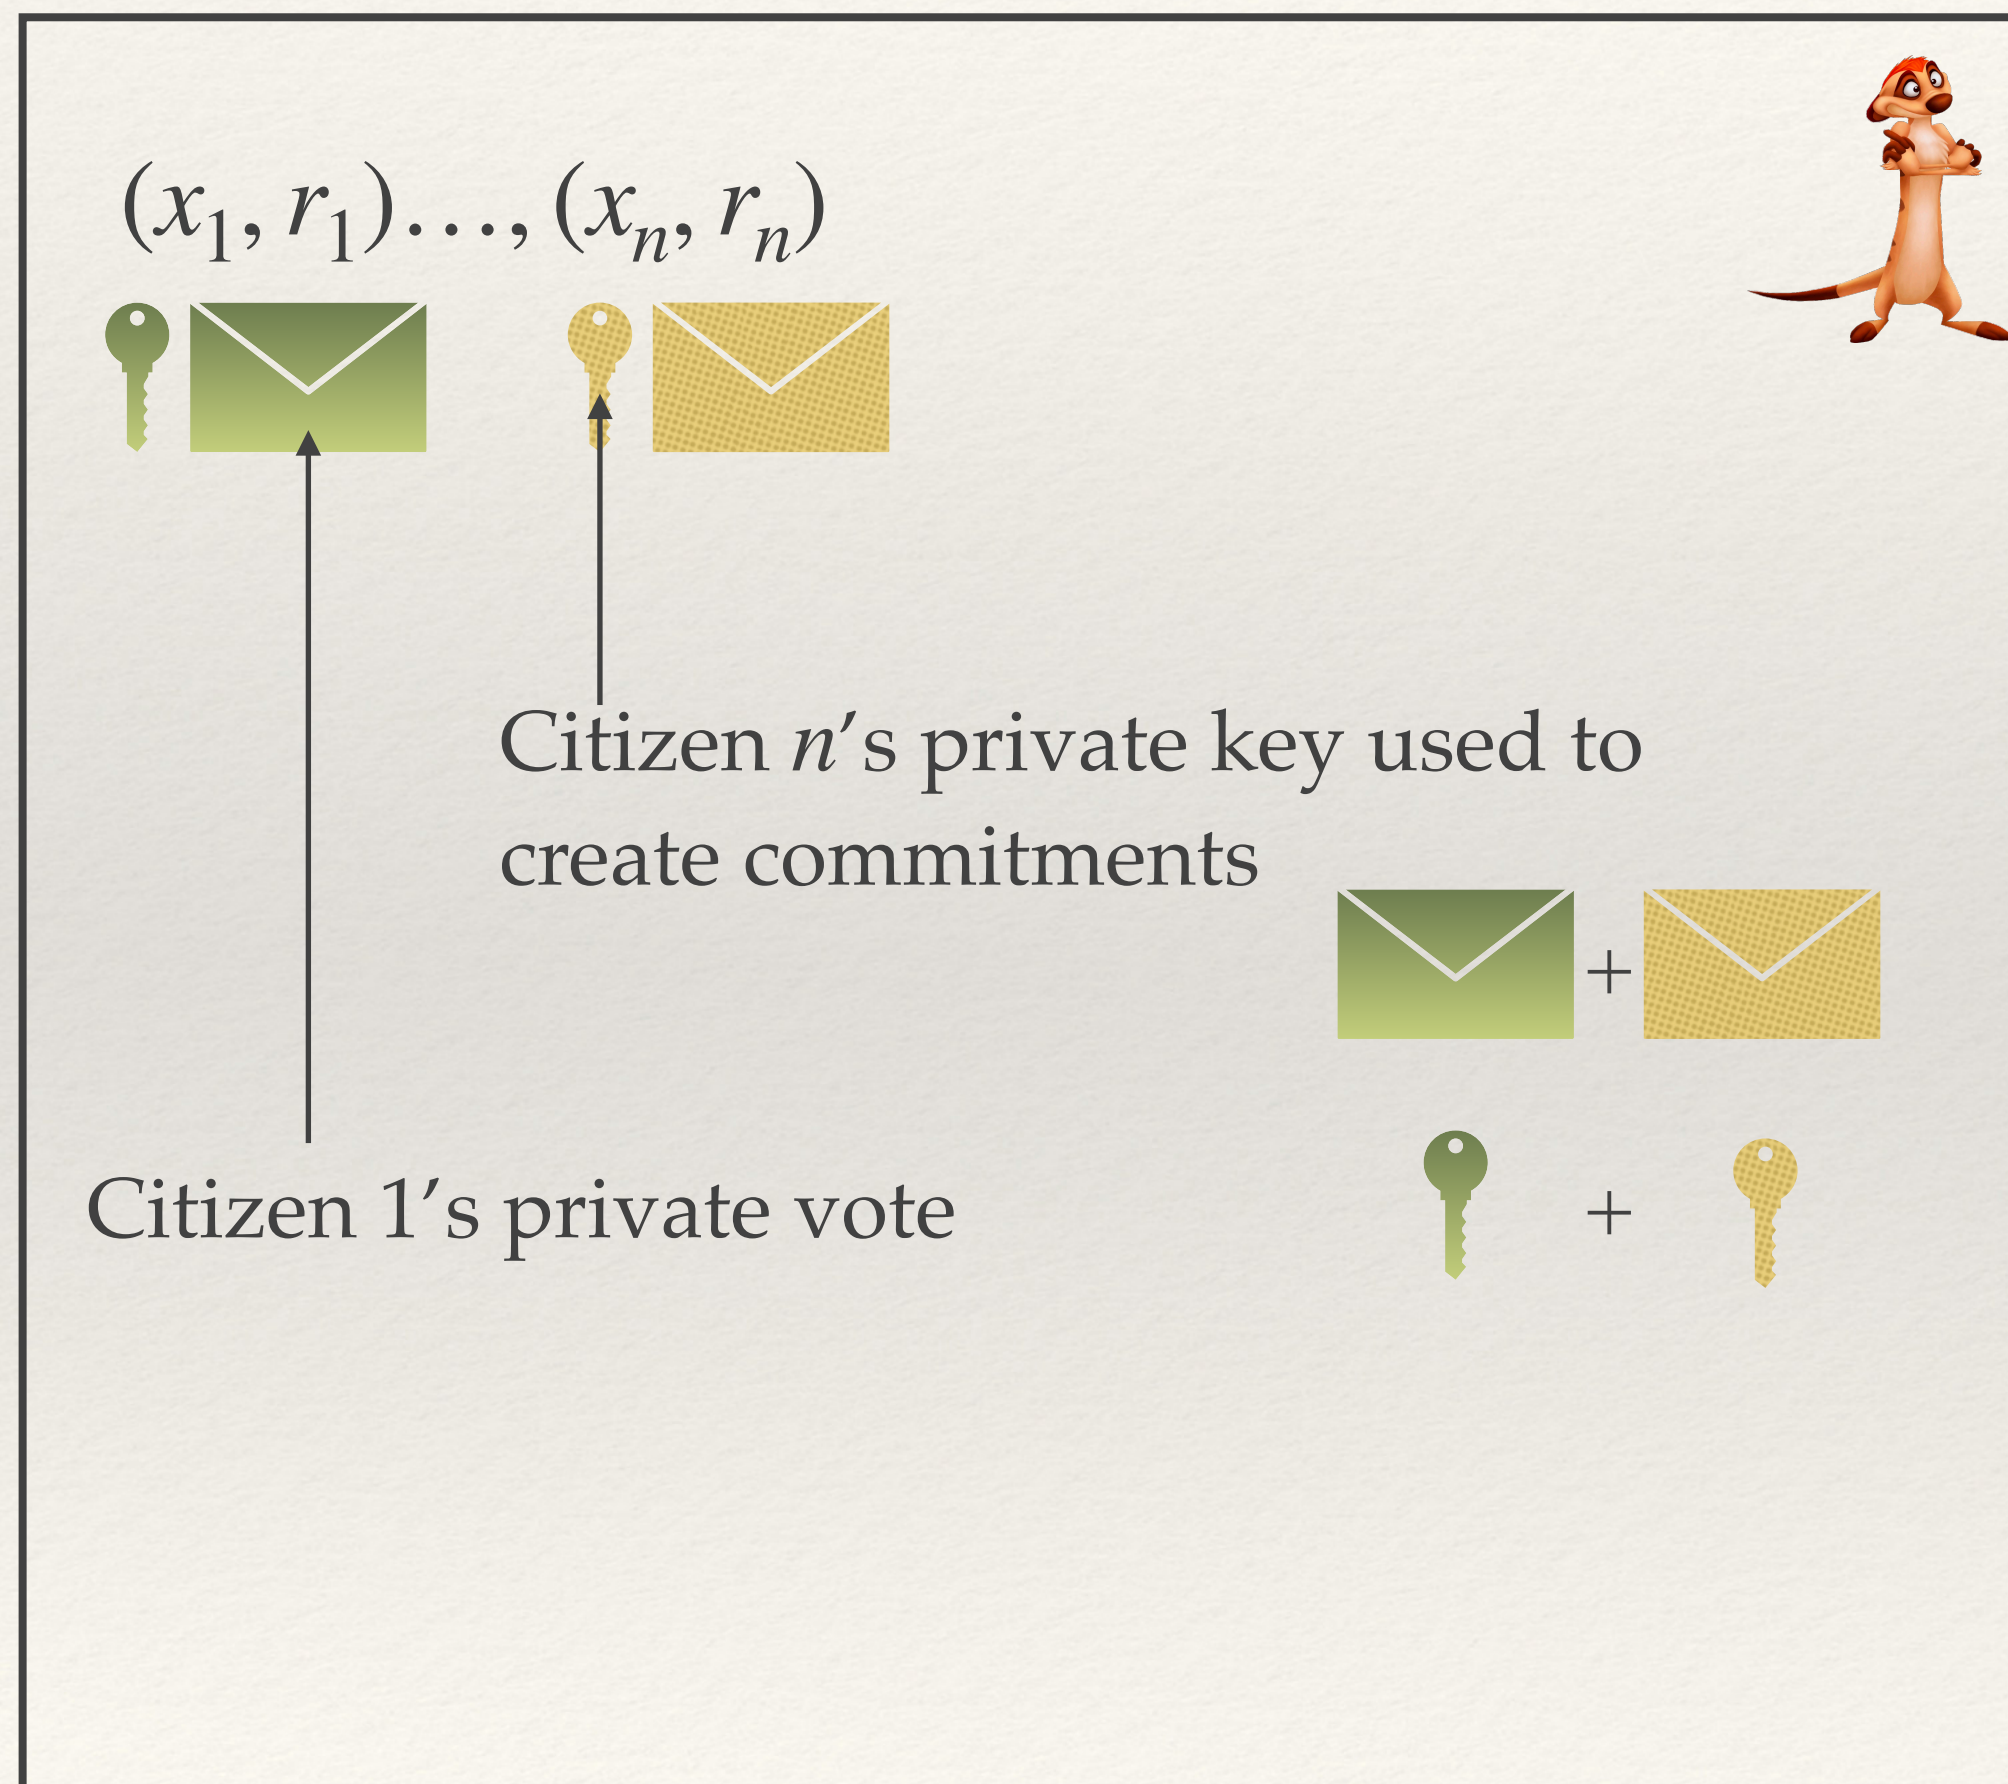 (x₁, r₁)…, (xₙ, rₙ)
Citizen n’s private key used to
create commitments
+
Citizen 1’s private vote
+